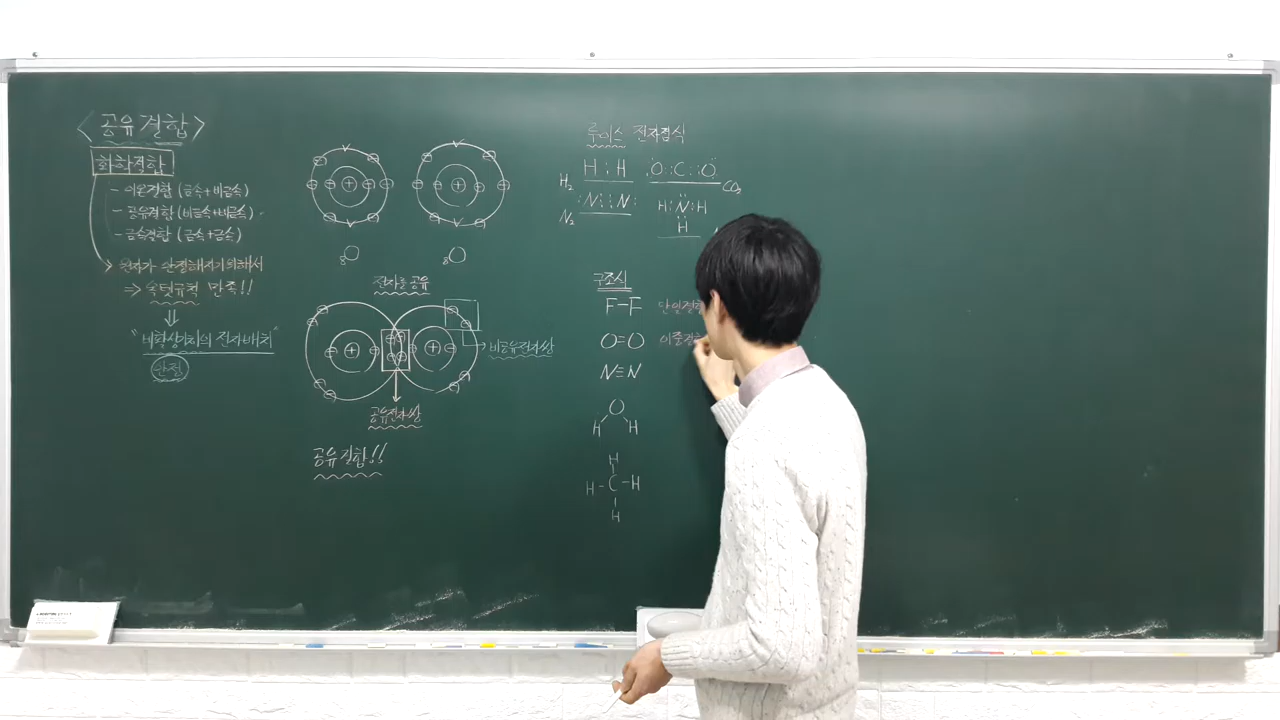 <공유결합>
화학결합
- 이온결합 (금속+비금속)
- 공유결합 (비금속+비금속)
- 금속결합 (금속+금속)
원자가 안정해지기 위해서
⇒ 옥텟규칙 만족!!
⇓
"비활성기체의 전자배치"
안정!
8O 8O
전자를 공유
비공유전자쌍
공유전자쌍
공유결합!!
루이스 전자점식
H2 H:H
:O::C::O: CO2
N2 :N:::N:
H:N:H
H
구조식
F-F 단일결합
O=O 이중결
N≡N
O
H H
H
H-C-H
H